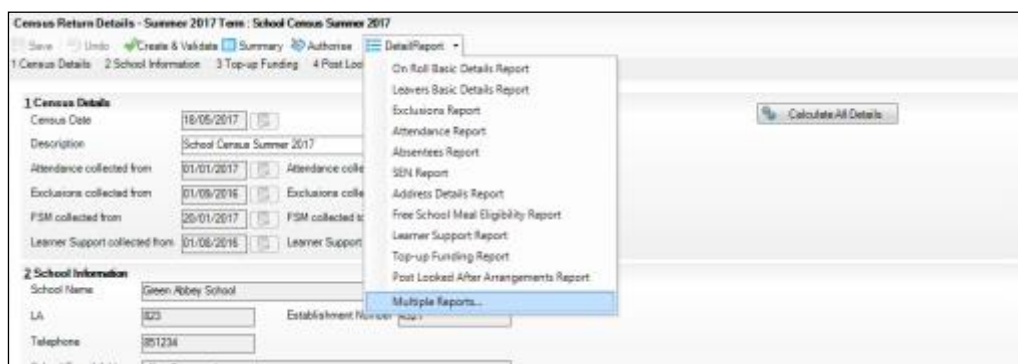 Census Return Details - Summer 2017 Term : School Census Summer 2017
Save Undo Create & Validate Summary Authorise DetailReport
1 Census Details 2 School Information 3 Top-up Funding 4 Post Loo
On Roll Basic Details Report
Leavers Basic Details Report
Exclusions Report
Attendance Report
Absentees Report
SEN Report
Address Details Report
Free School Meal Eligibility Report
Learner Support Report
Top-up Funding Report
Post Looked After Arrangements Report
Multiple Reports...
Calculate All Details
1 Census Details
Census Date 18/05/2017
Description School Census Summer 2017
Attendance collected from 01/01/2017 Attendance colle
Exclusions collected from 01/09/2016 Exclusions colle
FSM collected from 20/01/2017 FSM collected to
Learner Support collected from 01/08/2016 Learner Support
2 School Information
School Name Green Abbey School
LA 823 Establishment Number 4321
Telephone 851234